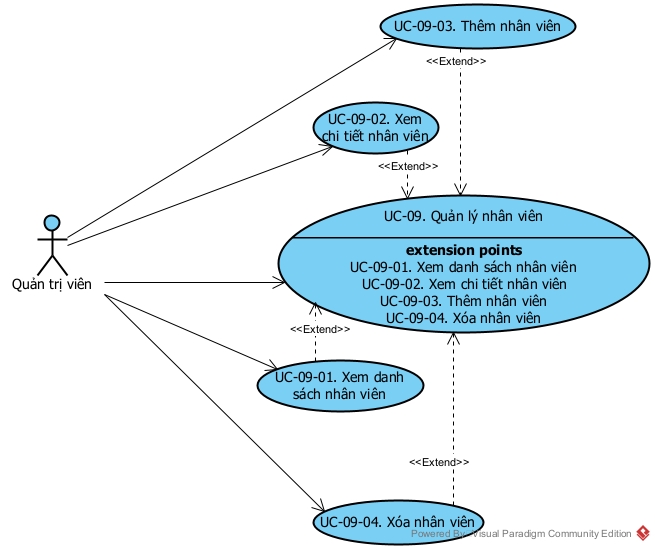 UC-09-03. Thêm nhân viên
<<Extend>>
UC-09-02. Xem
chi tiết nhân viên
<<Extend>>
UC-09. Quản lý nhân viên
extension points
UC-09-01. Xem danh sách nhân viên
UC-09-02. Xem chi tiết nhân viên
UC-09-03. Thêm nhân viên
UC-09-04. Xóa nhân viên
Quản trị viên
<<Extend>>
UC-09-01. Xem danh
sách nhân viên
<<Extend>>
UC-09-04. Xóa nhân viên
Powered By Visual Paradigm Community Edition